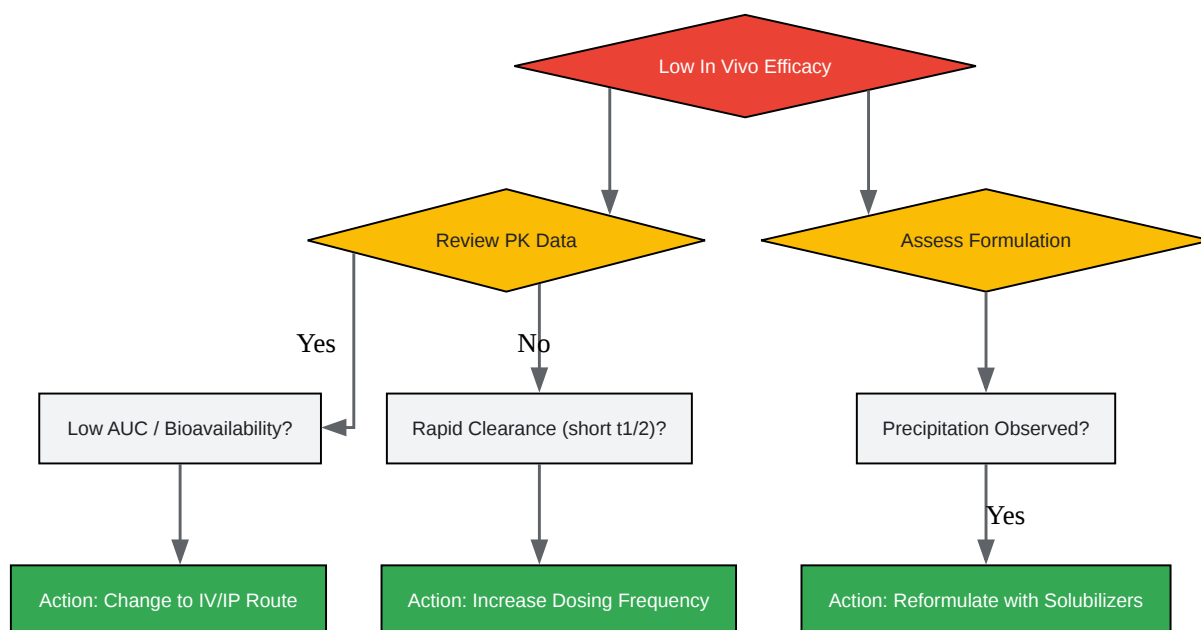 Low In Vivo Efficacy
Review PK Data
Assess Formulation
Yes
No
Low AUC / Bioavailability?
Rapid Clearance (short t1/2)?
Precipitation Observed?
Yes
Action: Change to IV/IP Route
Action: Increase Dosing Frequency
Action: Reformulate with Solubilizers